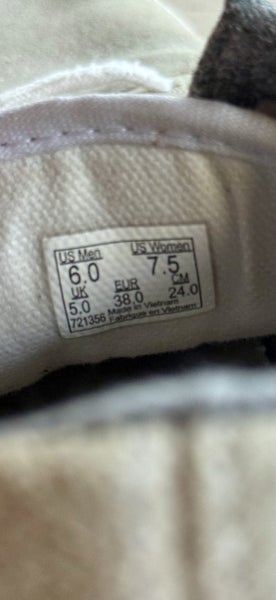 US Men US Women
6.0 7.5
UK EUR CM
5.0 38.0 24.0
721356 Made in Vietnam
Fabriqué en Vietnam